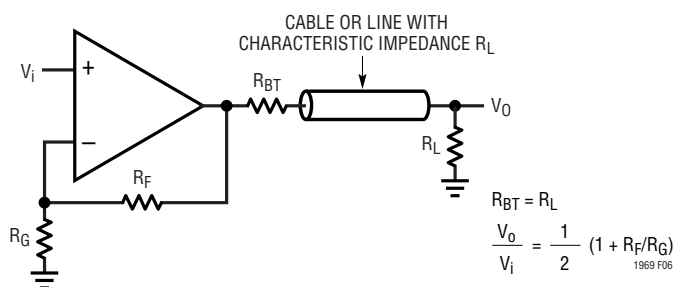 CABLE OR LINE WITH
CHARACTERISTIC IMPEDANCE RL
Vi
+
–
RBT
VO
RL
RF
RG
RBT = RL
Vo/Vi = 1/2 (1 + RF/RG)
1969 F06